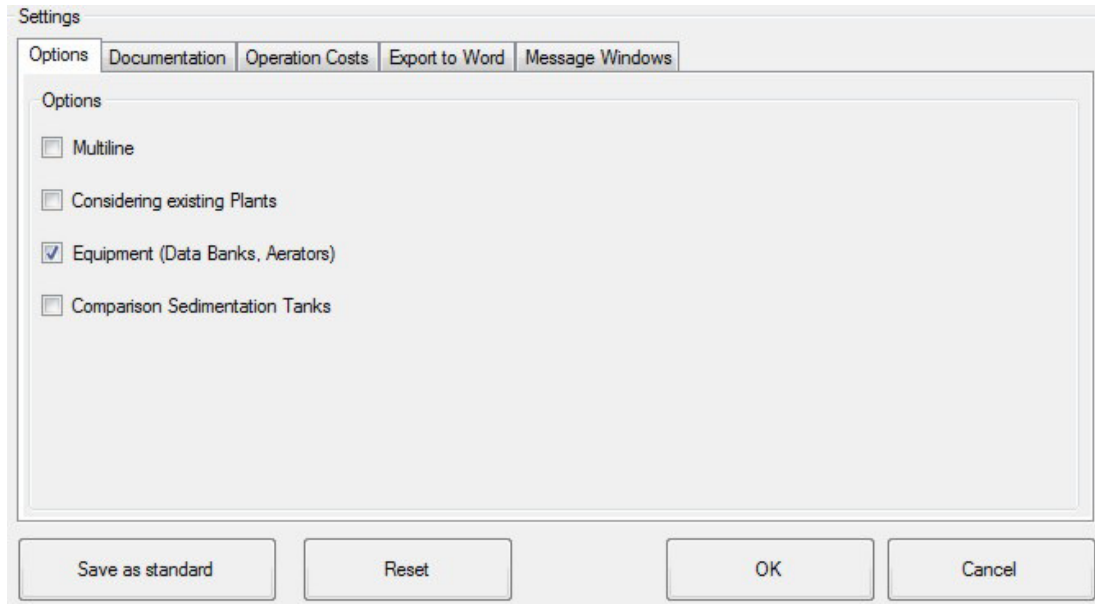 Settings
Options Documentation Operation Costs Export to Word Message Windows
Options
Multiline
Considering existing Plants
Equipment (Data Banks, Aerators)
Comparison Sedimentation Tanks
Save as standard Reset OK Cancel